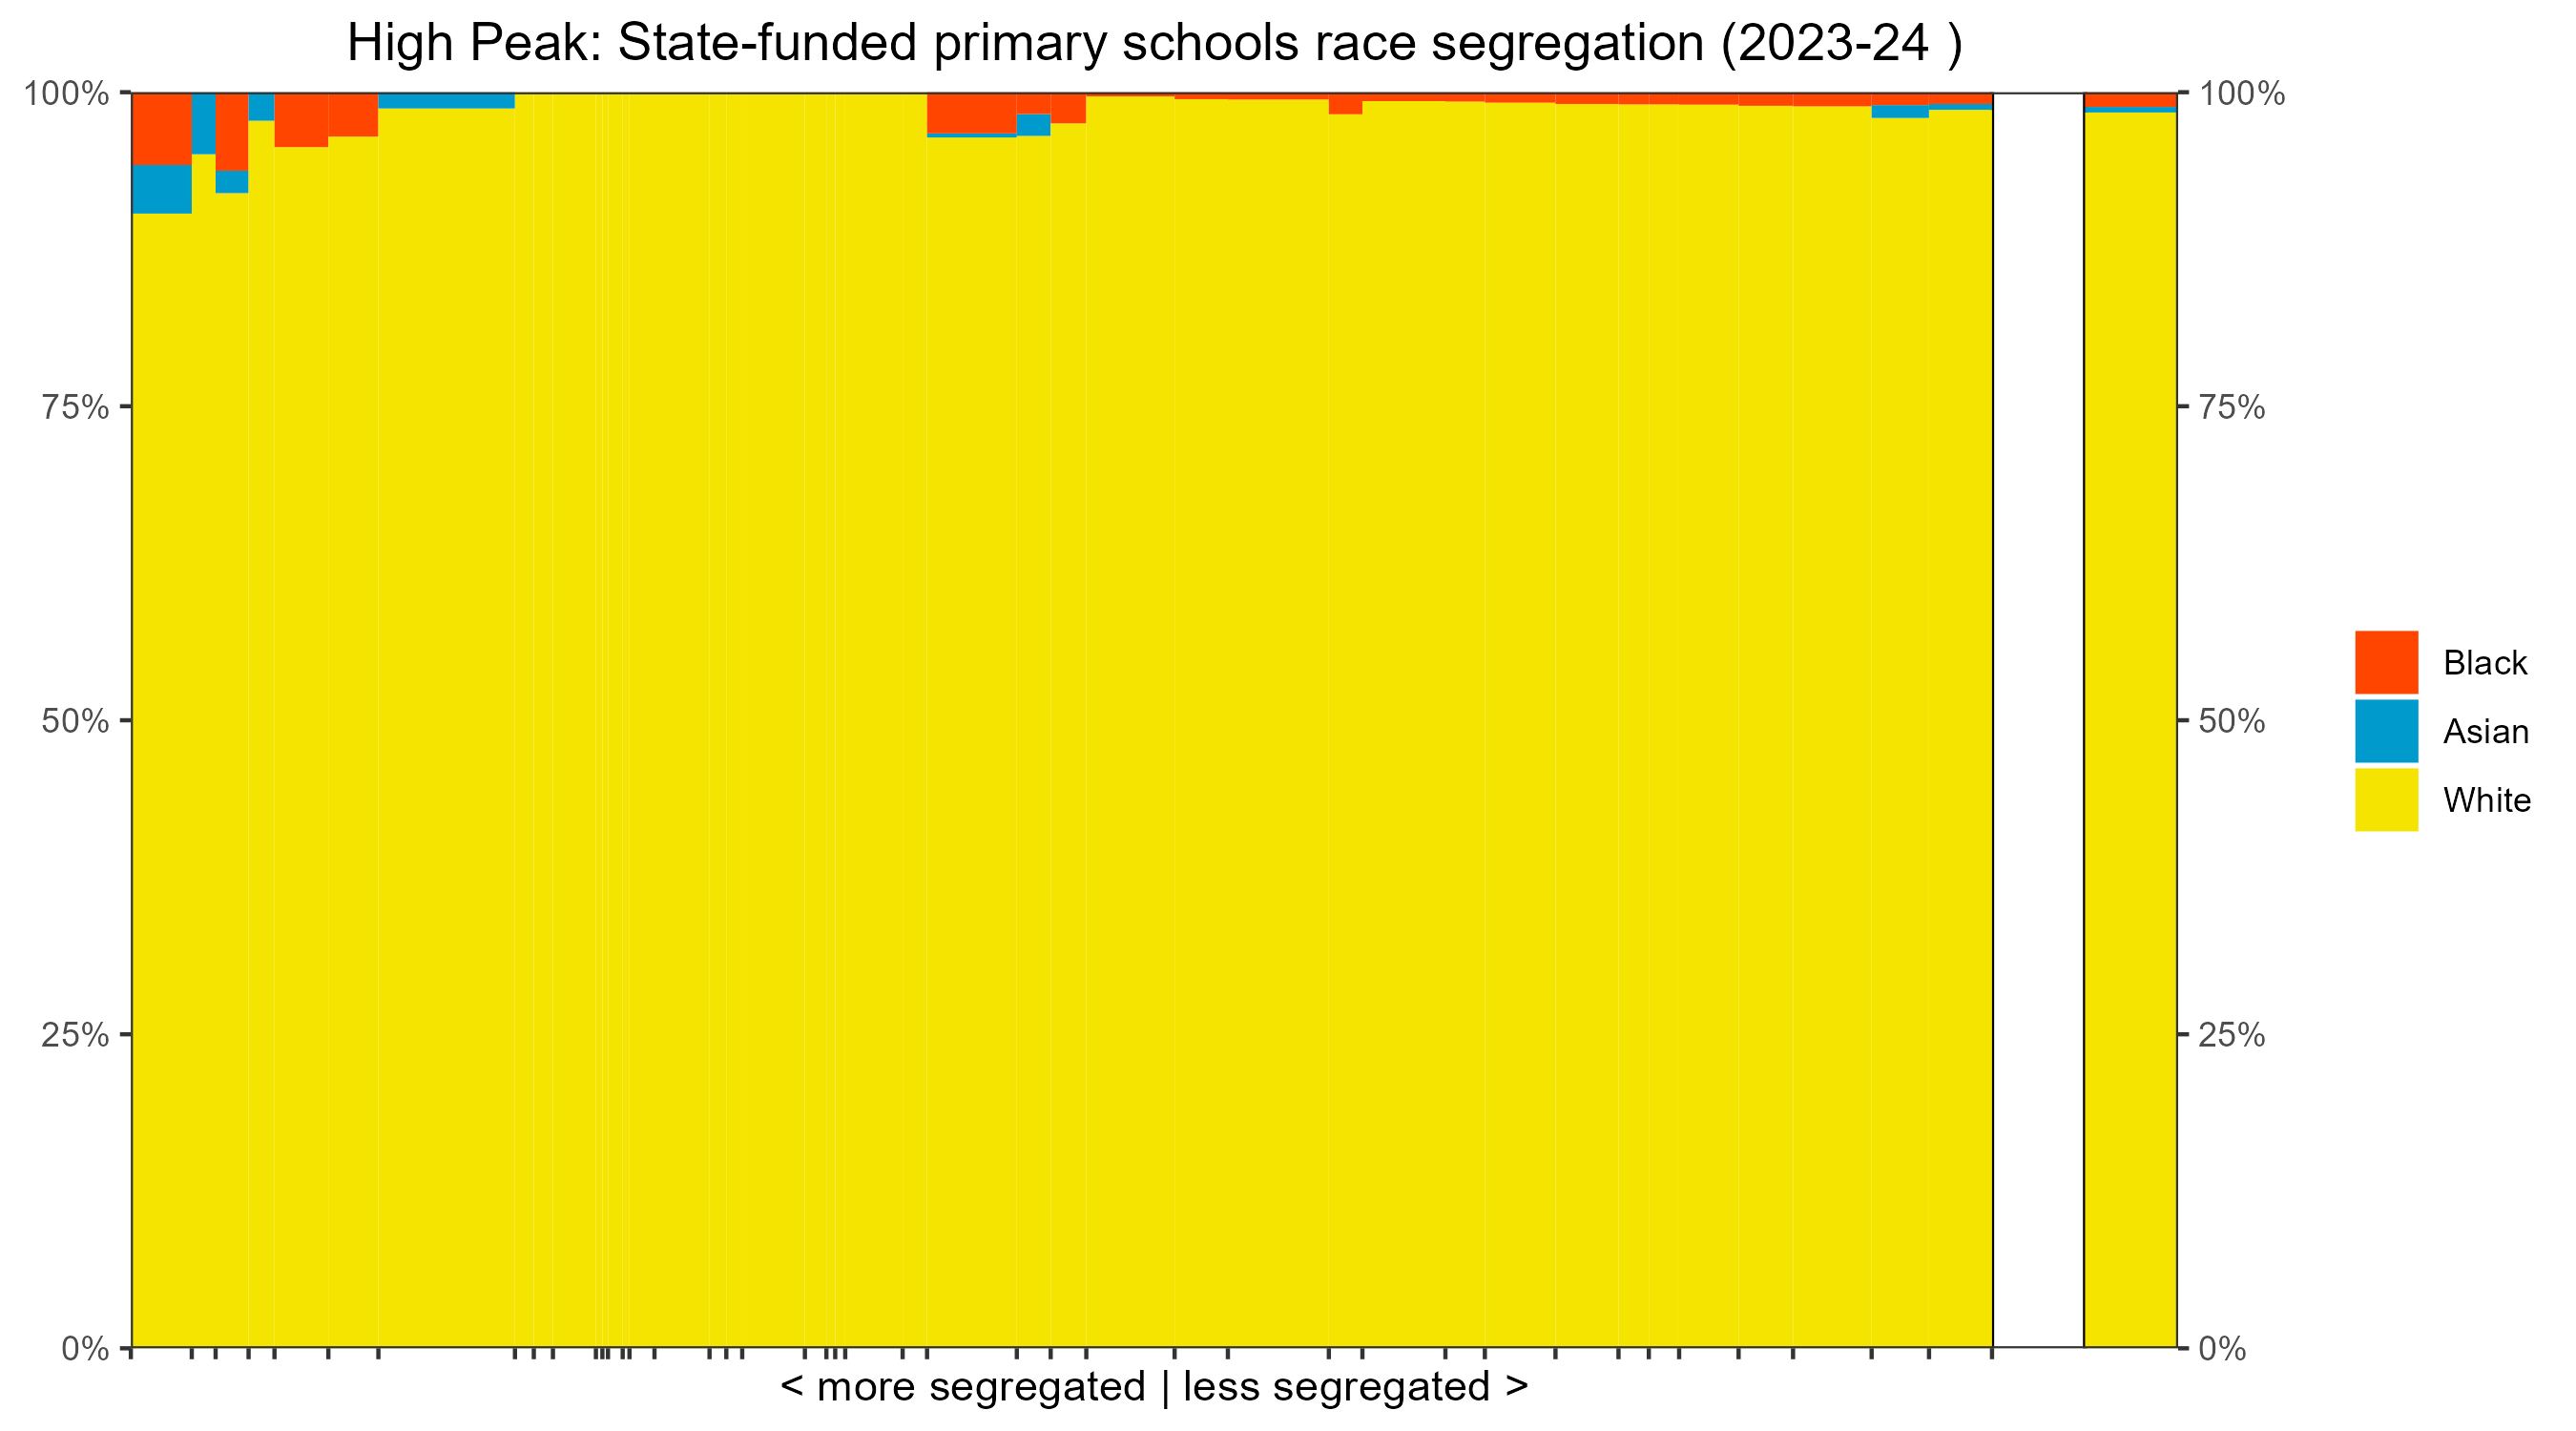 High Peak: State-funded primary schools race segregation (2023-24 )
100%
75%
50%
25%
0%
100%
75%
50%
25%
0%
Black
Asian
White
< more segregated | less segregated >